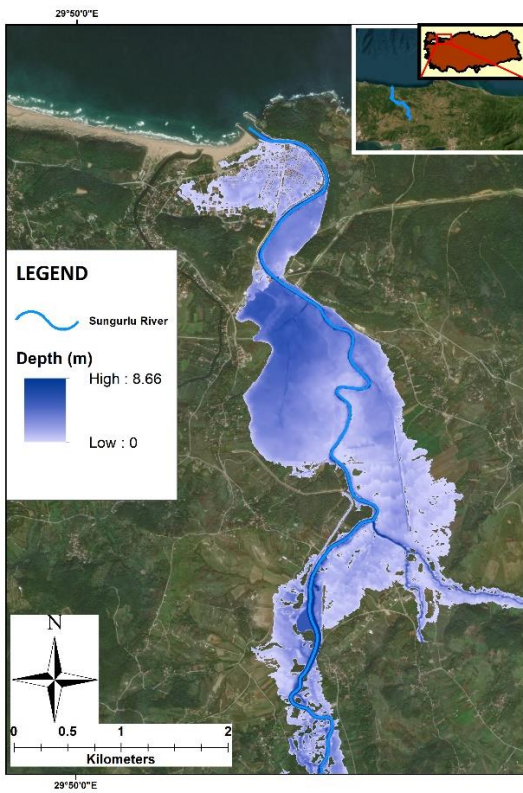 29°50'0"E
LEGEND
Sungurlu River
Depth (m)
High : 8.66
Low : 0
N
0 0.5 1 2
Kilometers
29°50'0"E